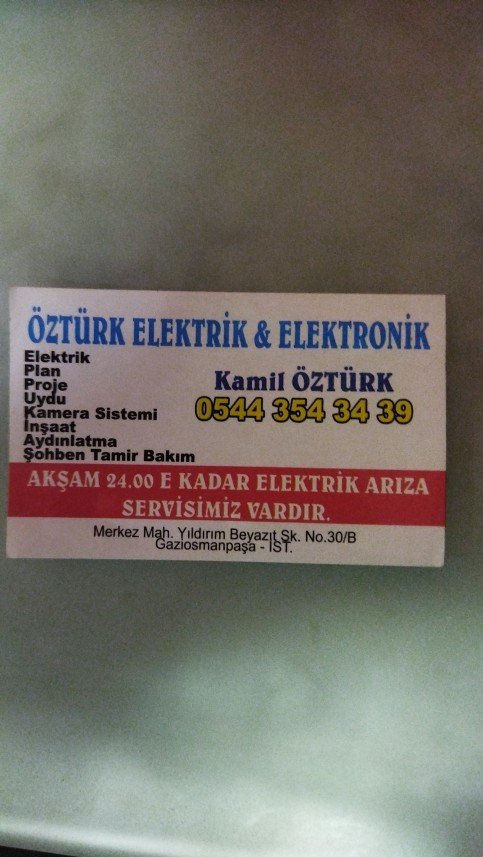 ÖZTÜRK ELEKTRİK & ELEKTRONİK
Elektrik
Plan
Proje
Uydu
Kamera Sistemi
İnşaat
Aydınlatma
Şohben Tamir Bakım
Kamil ÖZTÜRK
0544 354 34 39
AKŞAM 24.00 E KADAR ELEKTRİK ARIZA
SERVİSİMİZ VARDIR.
Merkez Mah. Yıldırım Beyazıt Sk. No.30/B
Gaziosmanpaşa - İST.